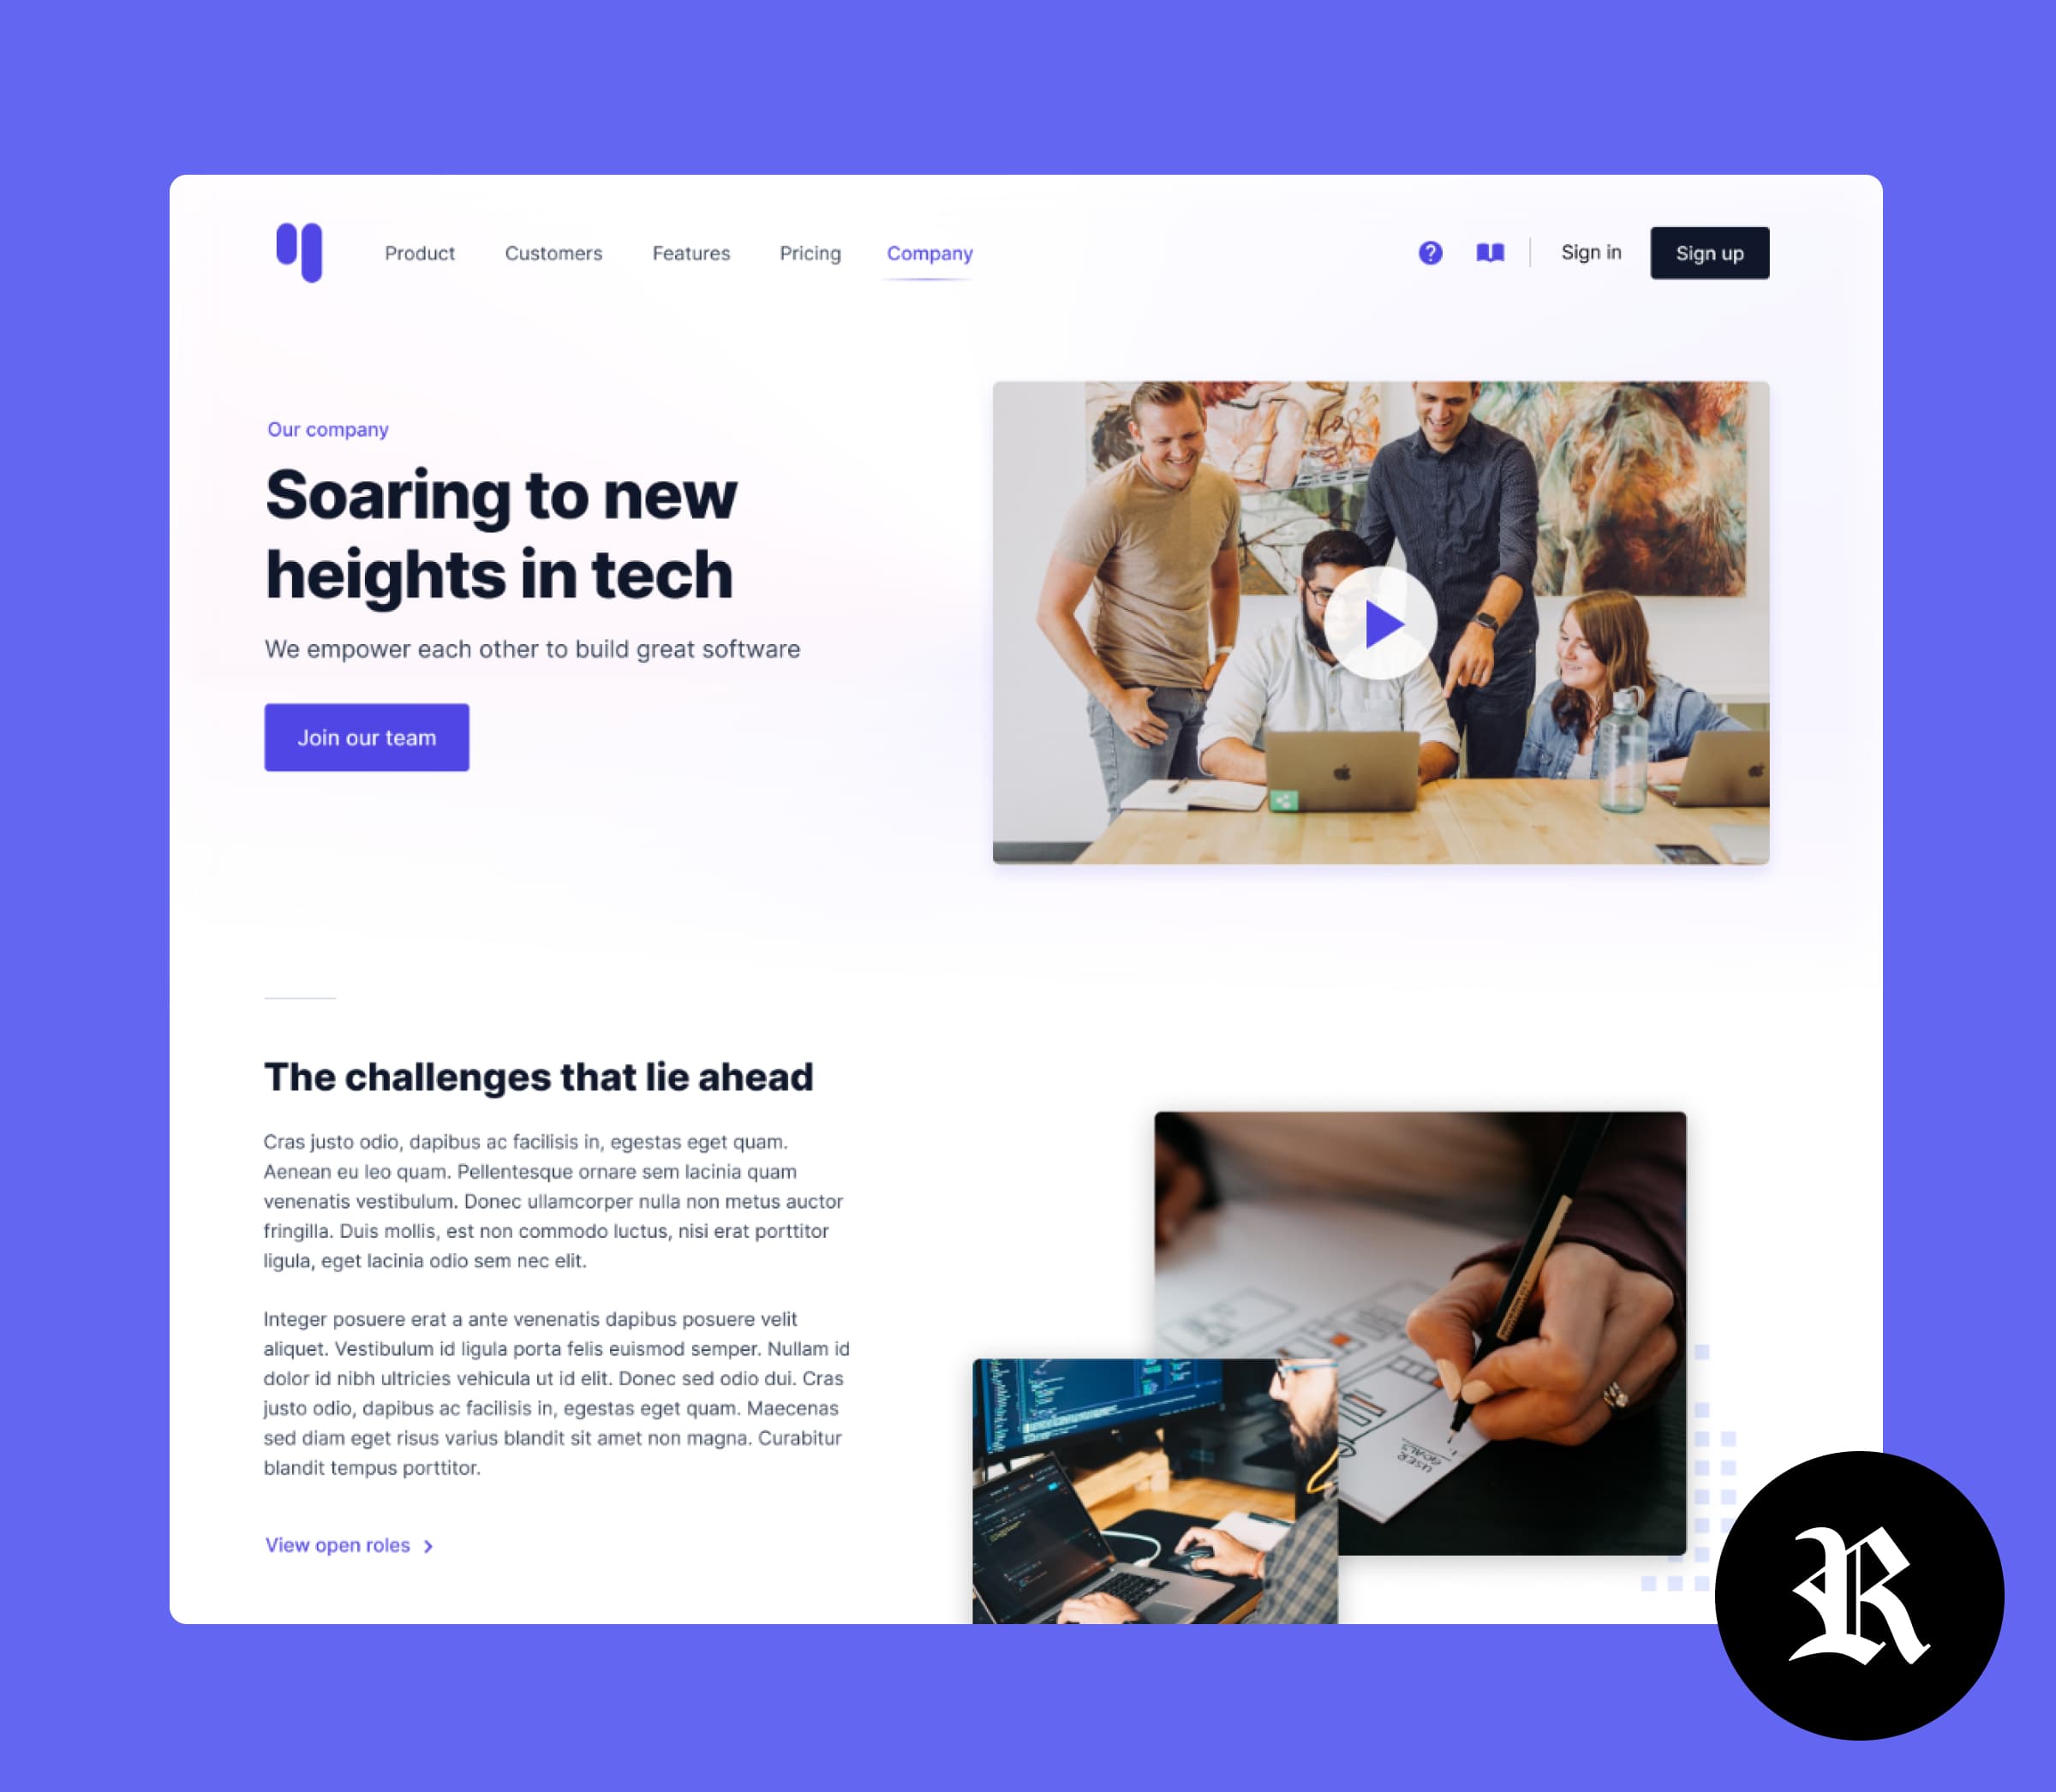 Product Customers Features Pricing Company
? Sign in Sign up
Our company
Soaring to new
heights in tech
We empower each other to build great software
Join our team
The challenges that lie ahead
Cras justo odio, dapibus ac facilisis in, egestas eget quam.
Aenean eu leo quam. Pellentesque ornare sem lacinia quam
venenatis vestibulum. Donec ullamcorper nulla non metus auctor
fringilla. Duis mollis, est non commodo luctus, nisi erat porttitor
ligula, eget lacinia odio sem nec elit.
Integer posuere erat a ante venenatis dapibus posuere velit
aliquet. Vestibulum id ligula porta felis euismod semper. Nullam id
dolor id nibh ultricies vehicula ut id elit. Donec sed odio dui. Cras
justo odio, dapibus ac facilisis in, egestas eget quam. Maecenas
sed diam eget risus varius blandit sit amet non magna. Curabitur
blandit tempus porttitor.
View open roles
USER
GOALS
1.
R